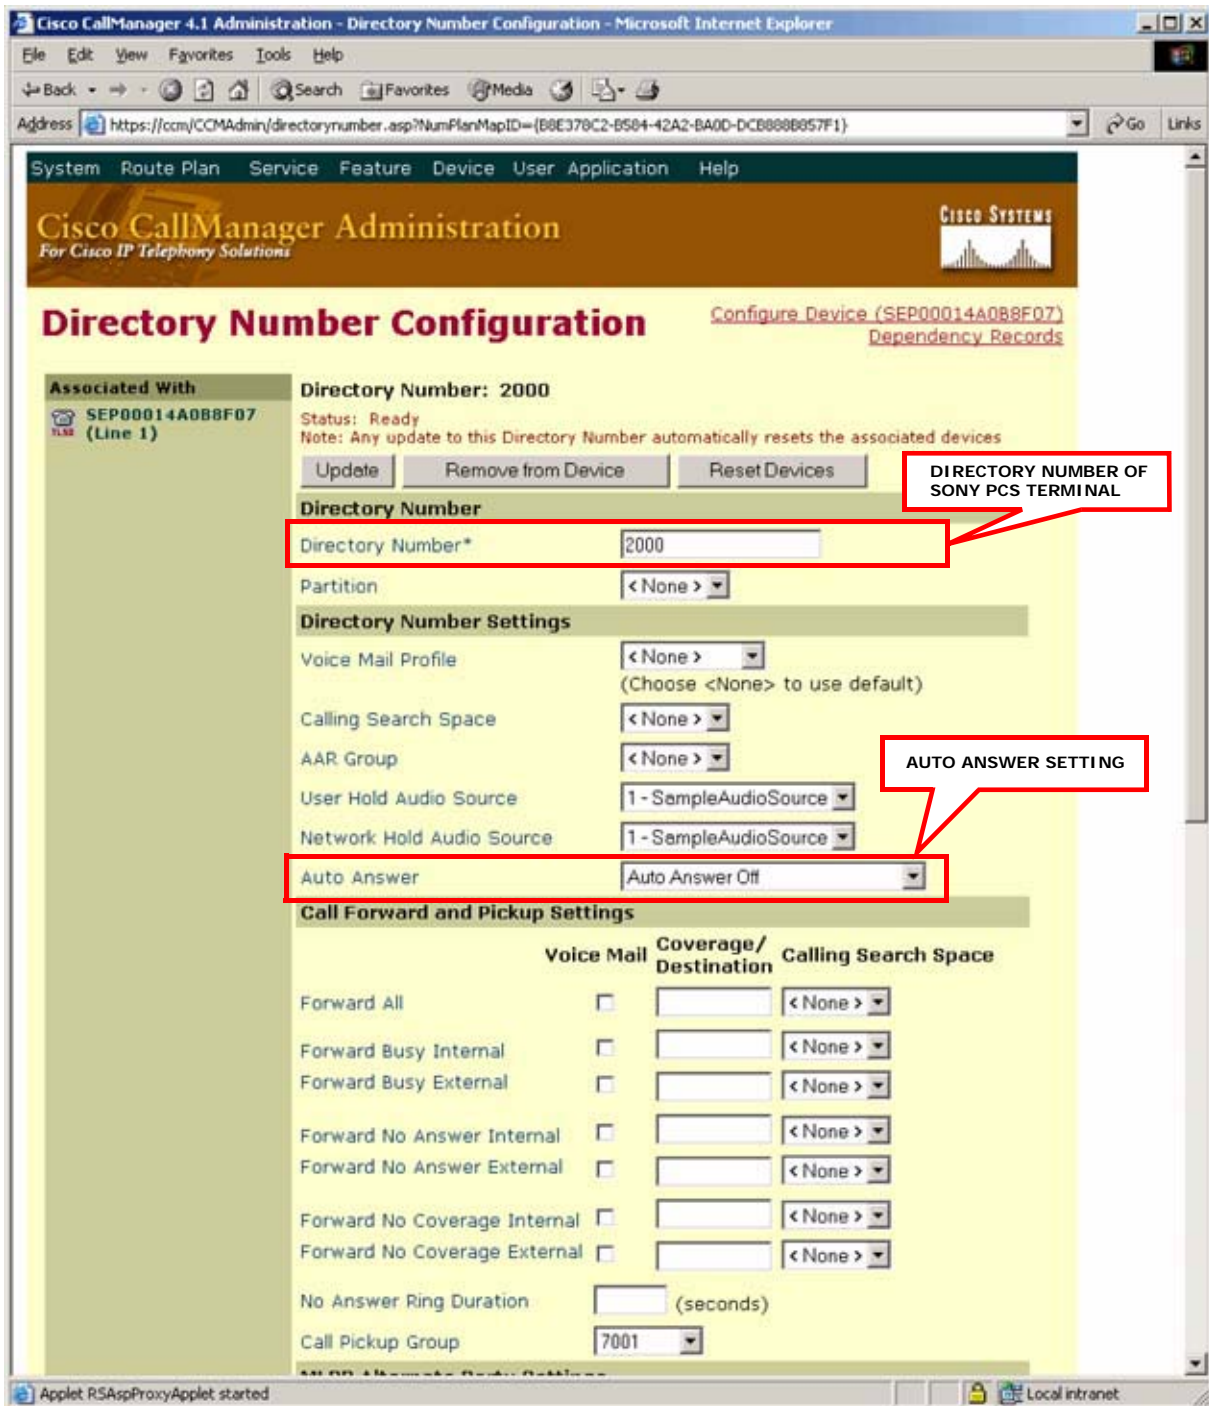 Cisco CallManager 4.1 Administration - Directory Number Configuration - Microsoft Internet Explorer
File Edit View Favorites Tools Help
Back Search Favorites Media
Address https://ccm/CCMAdmin/directorynumber.asp?NumPlanMapID={B8E378C2-B584-42A2-BA0D-DCB888B857F1} Go Links
System Route Plan Service Feature Device User Application Help
Cisco CallManager Administration
For Cisco IP Telephony Solutions
CISCO SYSTEMS
Directory Number Configuration
Configure Device (SEP00014A0B8F07)
Dependency Records
Associated With
SEP00014A0B8F07
(Line 1)
Directory Number: 2000
Status: Ready
Note: Any update to this Directory Number automatically resets the associated devices
Update Remove from Device Reset Devices
DIRECTORY NUMBER OF
SONY PCS TERMINAL
Directory Number
Directory Number* 2000
Partition < None >
Directory Number Settings
Voice Mail Profile < None >
(Choose <None> to use default)
Calling Search Space < None >
AAR Group < None >
AUTO ANSWER SETTING
User Hold Audio Source 1 - SampleAudioSource
Network Hold Audio Source 1 - SampleAudioSource
Auto Answer Auto Answer Off
Call Forward and Pickup Settings
Voice Mail Coverage/ Destination Calling Search Space
Forward All < None >
Forward Busy Internal < None >
Forward Busy External < None >
Forward No Answer Internal < None >
Forward No Answer External < None >
Forward No Coverage Internal < None >
Forward No Coverage External < None >
No Answer Ring Duration (seconds)
Call Pickup Group 7001
Applet RSAspProxyApplet started Local intranet